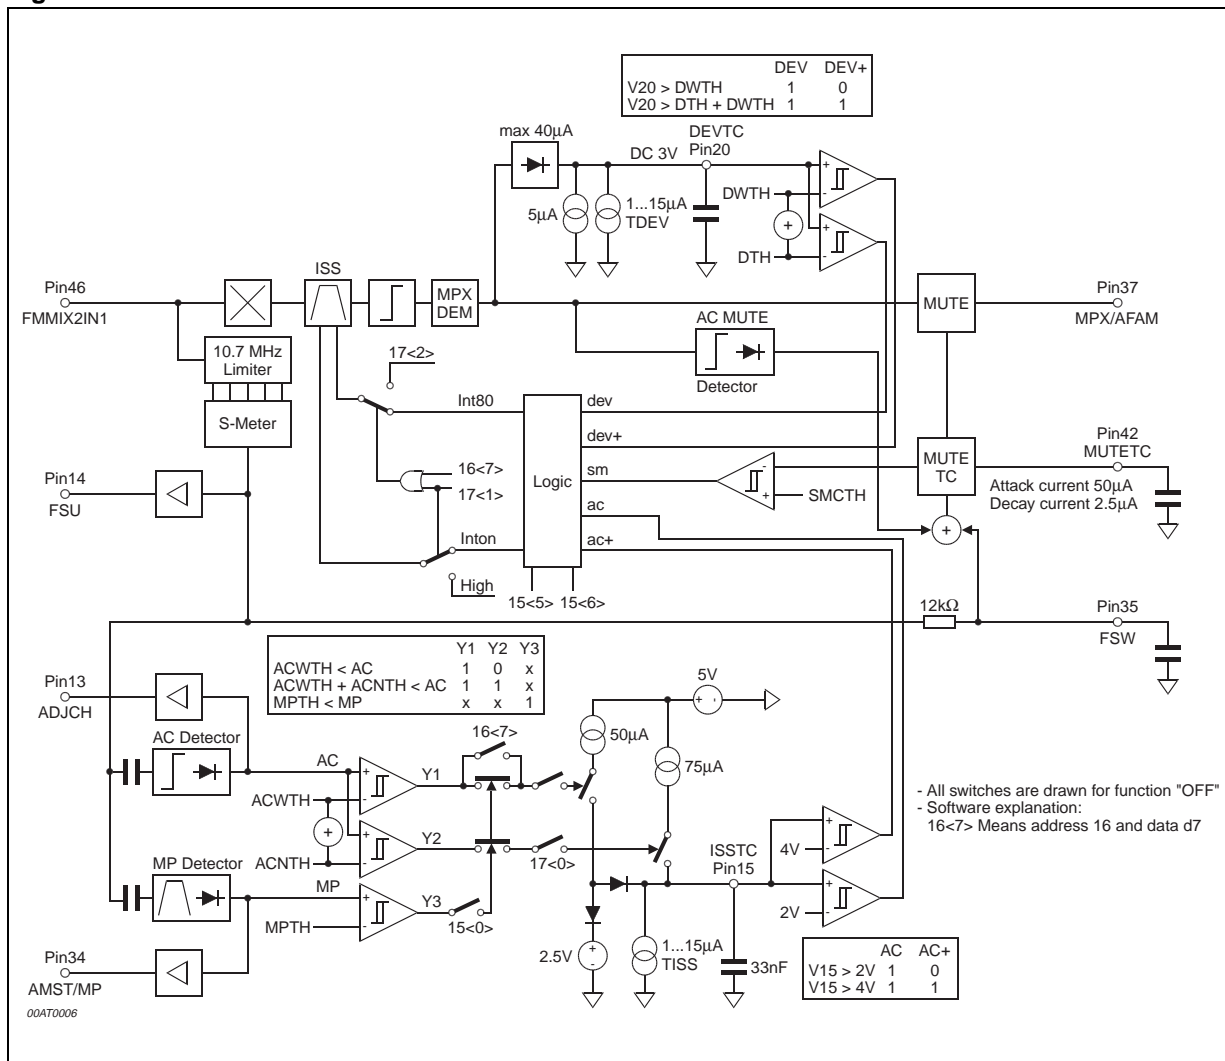 DEV DEV+
V20 > DWTH 1 0
V20 > DTH + DWTH 1 1
max 40μA
DC 3V
DEVTC
Pin20
5μA
1...15μA
TDEV
DWTH
+
-
+
DTH
+
-
Pin46
FMMIX2IN1
ISS
MPX
DEM
AC MUTE
Detector
MUTE
Pin37
MPX/AFAM
10.7 MHz
Limiter
S-Meter
17<2>
Int80
dev
dev+
sm
ac
ac+
Logic
16<7>
17<1>
Inton
High
15<5> 15<6>
-
+
SMCTH
MUTE
TC
Pin42
MUTETC
Attack current 50μA
Decay current 2.5μA
+
Pin14
FSU
12kΩ
Pin35
FSW
Y1 Y2 Y3
ACWTH < AC 1 0 x
ACWTH + ACNTH < AC 1 1 x
MPTH < MP x x 1
Pin13
ADJCH
AC Detector
AC
ACWTH
+
-
+
ACNTH
+
-
Y1
Y2
16<7>
17<0>
5V
+ -
50μA
75μA
MP Detector
MP
MPTH
+
-
Y3
15<0>
Pin34
AMST/MP
2.5V
+
-
1...15μA
TISS
ISSTC
Pin15
33nF
+
-
4V
+
-
2V
- All switches are drawn for function "OFF"
- Software explanation:
16<7> Means address 16 and data d7
AC AC+
V15 > 2V 1 0
V15 > 4V 1 1
00AT0006